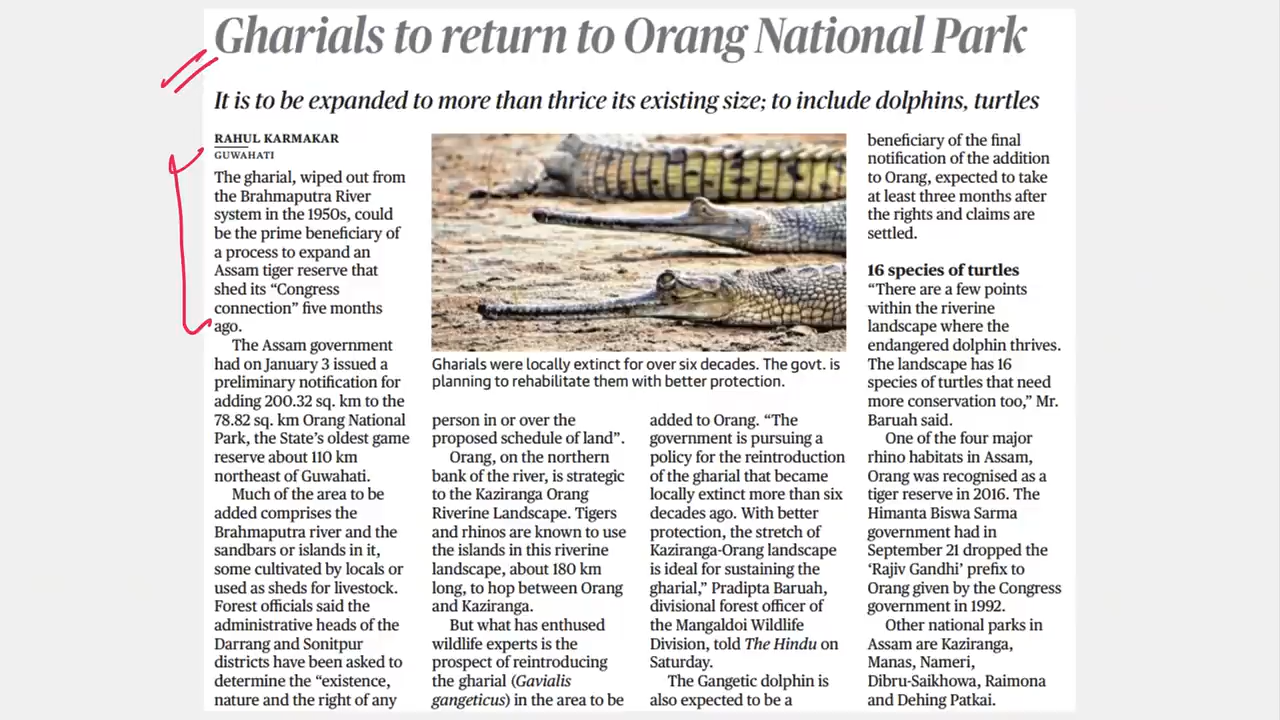 Gharials to return to Orang National Park
It is to be expanded to more than thrice its existing size; to include dolphins, turtles
RAHUL KARMAKAR
GUWAHATI
The gharial, wiped out from
the Brahmaputra River
system in the 1950s, could
be the prime beneficiary of
a process to expand an
Assam tiger reserve that
shed its “Congress
connection” five months
ago.
The Assam government
had on January 3 issued a
preliminary notification for
adding 200.32 sq. km to the
78.82 sq. km Orang National
Park, the State’s oldest game
reserve about 110 km
northeast of Guwahati.
Much of the area to be
added comprises the
Brahmaputra river and the
sandbars or islands in it,
some cultivated by locals or
used as sheds for livestock.
Forest officials said the
administrative heads of the
Darrang and Sonitpur
districts have been asked to
determine the “existence,
nature and the right of any
Gharials were locally extinct for over six decades. The govt. is
planning to rehabilitate them with better protection.
person in or over the
proposed schedule of land”.
Orang, on the northern
bank of the river, is strategic
to the Kaziranga Orang
Riverine Landscape. Tigers
and rhinos are known to use
the islands in this riverine
landscape, about 180 km
long, to hop between Orang
and Kaziranga.
But what has enthused
wildlife experts is the
prospect of reintroducing
the gharial (Gavialis
gangeticus) in the area to be
added to Orang. “The
government is pursuing a
policy for the reintroduction
of the gharial that became
locally extinct more than six
decades ago. With better
protection, the stretch of
Kaziranga-Orang landscape
is ideal for sustaining the
gharial,” Pradipta Baruah,
divisional forest officer of
the Mangaldoi Wildlife
Division, told The Hindu on
Saturday.
The Gangetic dolphin is
also expected to be a
beneficiary of the final
notification of the addition
to Orang, expected to take
at least three months after
the rights and claims are
settled.
16 species of turtles
“There are a few points
within the riverine
landscape where the
endangered dolphin thrives.
The landscape has 16
species of turtles that need
more conservation too,” Mr.
Baruah said.
One of the four major
rhino habitats in Assam,
Orang was recognised as a
tiger reserve in 2016. The
Himanta Biswa Sarma
government had in
September 21 dropped the
‘Rajiv Gandhi’ prefix to
Orang given by the Congress
government in 1992.
Other national parks in
Assam are Kaziranga,
Manas, Nameri,
Dibru-Saikhowa, Raimona
and Dehing Patkai.